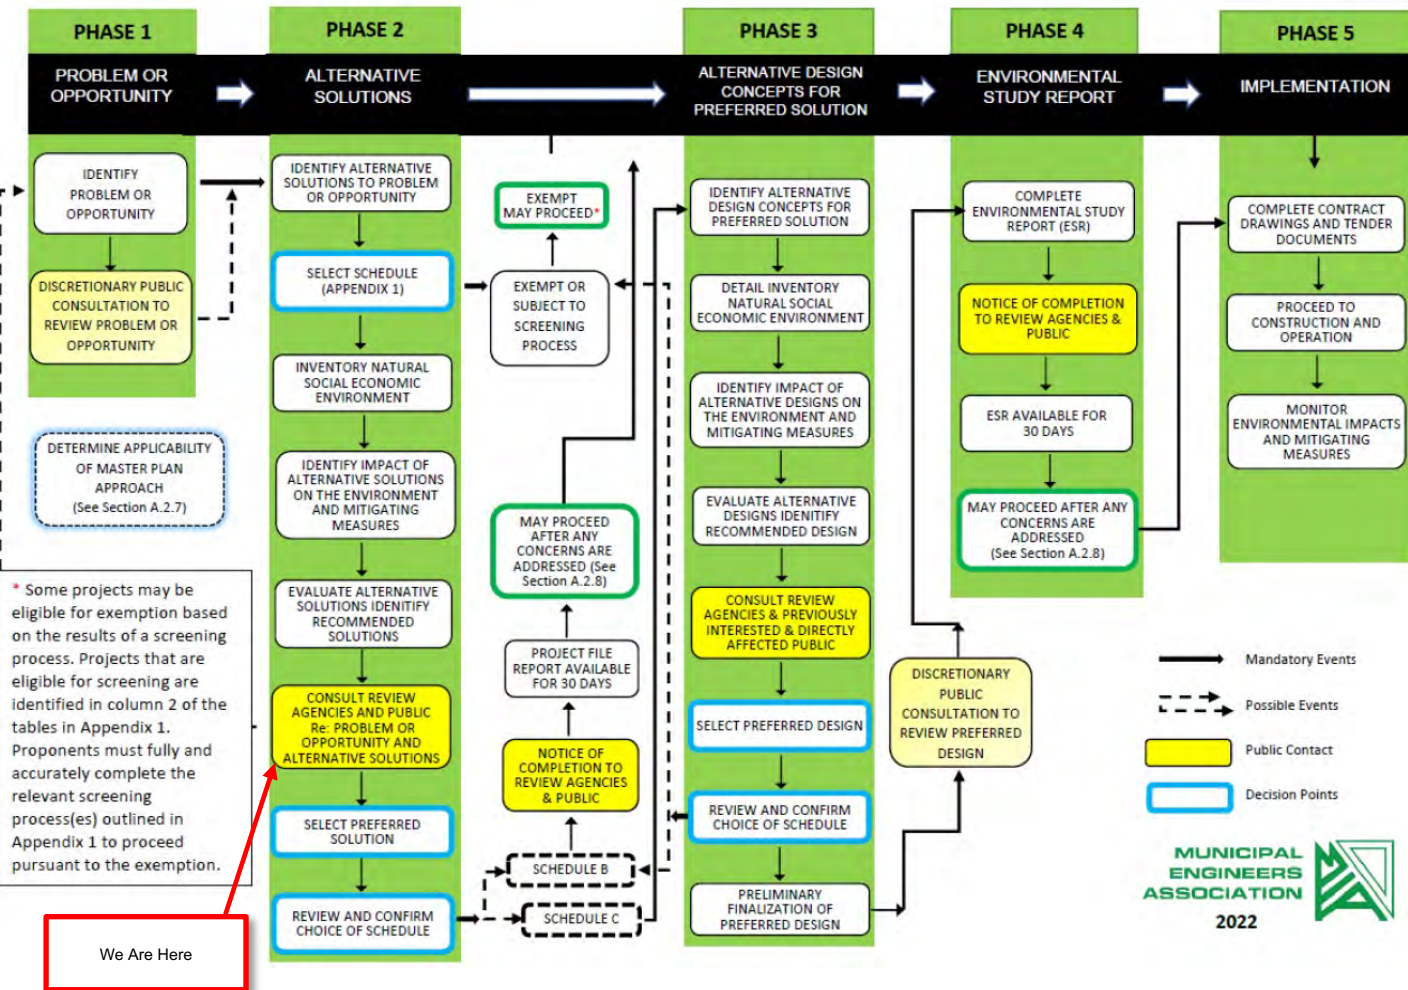 PHASE 1
PHASE 2
PHASE 3
PHASE 4
PHASE 5
PROBLEM OR
OPPORTUNITY
ALTERNATIVE
SOLUTIONS
ALTERNATIVE DESIGN
CONCEPTS FOR
PREFERRED SOLUTION
ENVIRONMENTAL
STUDY REPORT
IMPLEMENTATION
IDENTIFY
PROBLEM OR
OPPORTUNITY
DISCRETIONARY PUBLIC
CONSULTATION TO
REVIEW PROBLEM OR
OPPORTUNITY
DETERMINE APPLICABILITY
OF MASTER PLAN
APPROACH
(See Section A.2.7)
* Some projects may be
eligible for exemption based
on the results of a screening
process. Projects that are
eligible for screening are
identified in column 2 of the
tables in Appendix 1.
Proponents must fully and
accurately complete the
relevant screening
process(es) outlined in
Appendix 1 to proceed
pursuant to the exemption.
We Are Here
IDENTIFY ALTERNATIVE
SOLUTIONS TO PROBLEM
OR OPPORTUNITY
SELECT SCHEDULE
(APPENDIX 1)
INVENTORY NATURAL
SOCIAL ECONOMIC
ENVIRONMENT
IDENTIFY IMPACT OF
ALTERNATIVE SOLUTIONS
ON THE ENVIRONMENT
AND MITIGATING
MEASURES
EVALUATE ALTERNATIVE
SOLUTIONS IDENITIFY
RECOMMENDED
SOLUTIONS
CONSULT REVIEW
AGENCIES AND PUBLIC
Re: PROBLEM OR
OPPORTUNITY AND
ALTERNATIVE SOLUTIONS
SELECT PREFERRED
SOLUTION
REVIEW AND CONFIRM
CHOICE OF SCHEDULE
EXEMPT
MAY PROCEED*
EXEMPT OR
SUBJECT TO
SCREENING
PROCESS
MAY PROCEED
AFTER ANY
CONCERNS ARE
ADDRESSED (See
Section A.2.8)
PROJECT FILE
REPORT AVAILABLE
FOR 30 DAYS
NOTICE OF
COMPLETION TO
REVIEW AGENCIES
& PUBLIC
SCHEDULE B
SCHEDULE C
IDENTIFY ALTERNATIVE
DESIGN CONCEPTS FOR
PREFERRED SOLUTION
DETAIL INVENTORY
NATURAL SOCIAL
ECONOMIC ENVIRONMENT
IDENTIFY IMPACT OF
ALTERNATIVE DESIGNS ON
THE ENVIRONMENT AND
MITIGATING MEASURES
EVALUATE ALTERNATIVE
DESIGNS IDENITIFY
RECOMMENDED DESIGN
CONSULT REVIEW
AGENCIES & PREVIOUSLY
INTERESTED & DIRECTLY
AFFECTED PUBLIC
SELECT PREFERRED DESIGN
REVIEW AND CONFIRM
CHOICE OF SCHEDULE
PRELIMINARY
FINALIZATION OF
PREFERRED DESIGN
DISCRETIONARY
PUBLIC
CONSULTATION TO
REVIEW PREFERRED
DESIGN
COMPLETE
ENVIRONMENTAL STUDY
REPORT (ESR)
NOTICE OF COMPLETION
TO REVIEW AGENCIES &
PUBLIC
ESR AVAILABLE FOR
30 DAYS
MAY PROCEED AFTER ANY
CONCERNS ARE
ADDRESSED
(See Section A.2.8)
COMPLETE CONTRACT
DRAWINGS AND TENDER
DOCUMENTS
PROCEED TO
CONSTRUCTION AND
OPERATION
MONITOR
ENVIRONMENTAL IMPACTS
AND MITIGATING
MEASURES
Mandatory Events
Possible Events
Public Contact
Decision Points
MUNICIPAL
ENGINEERS
ASSOCIATION
2022